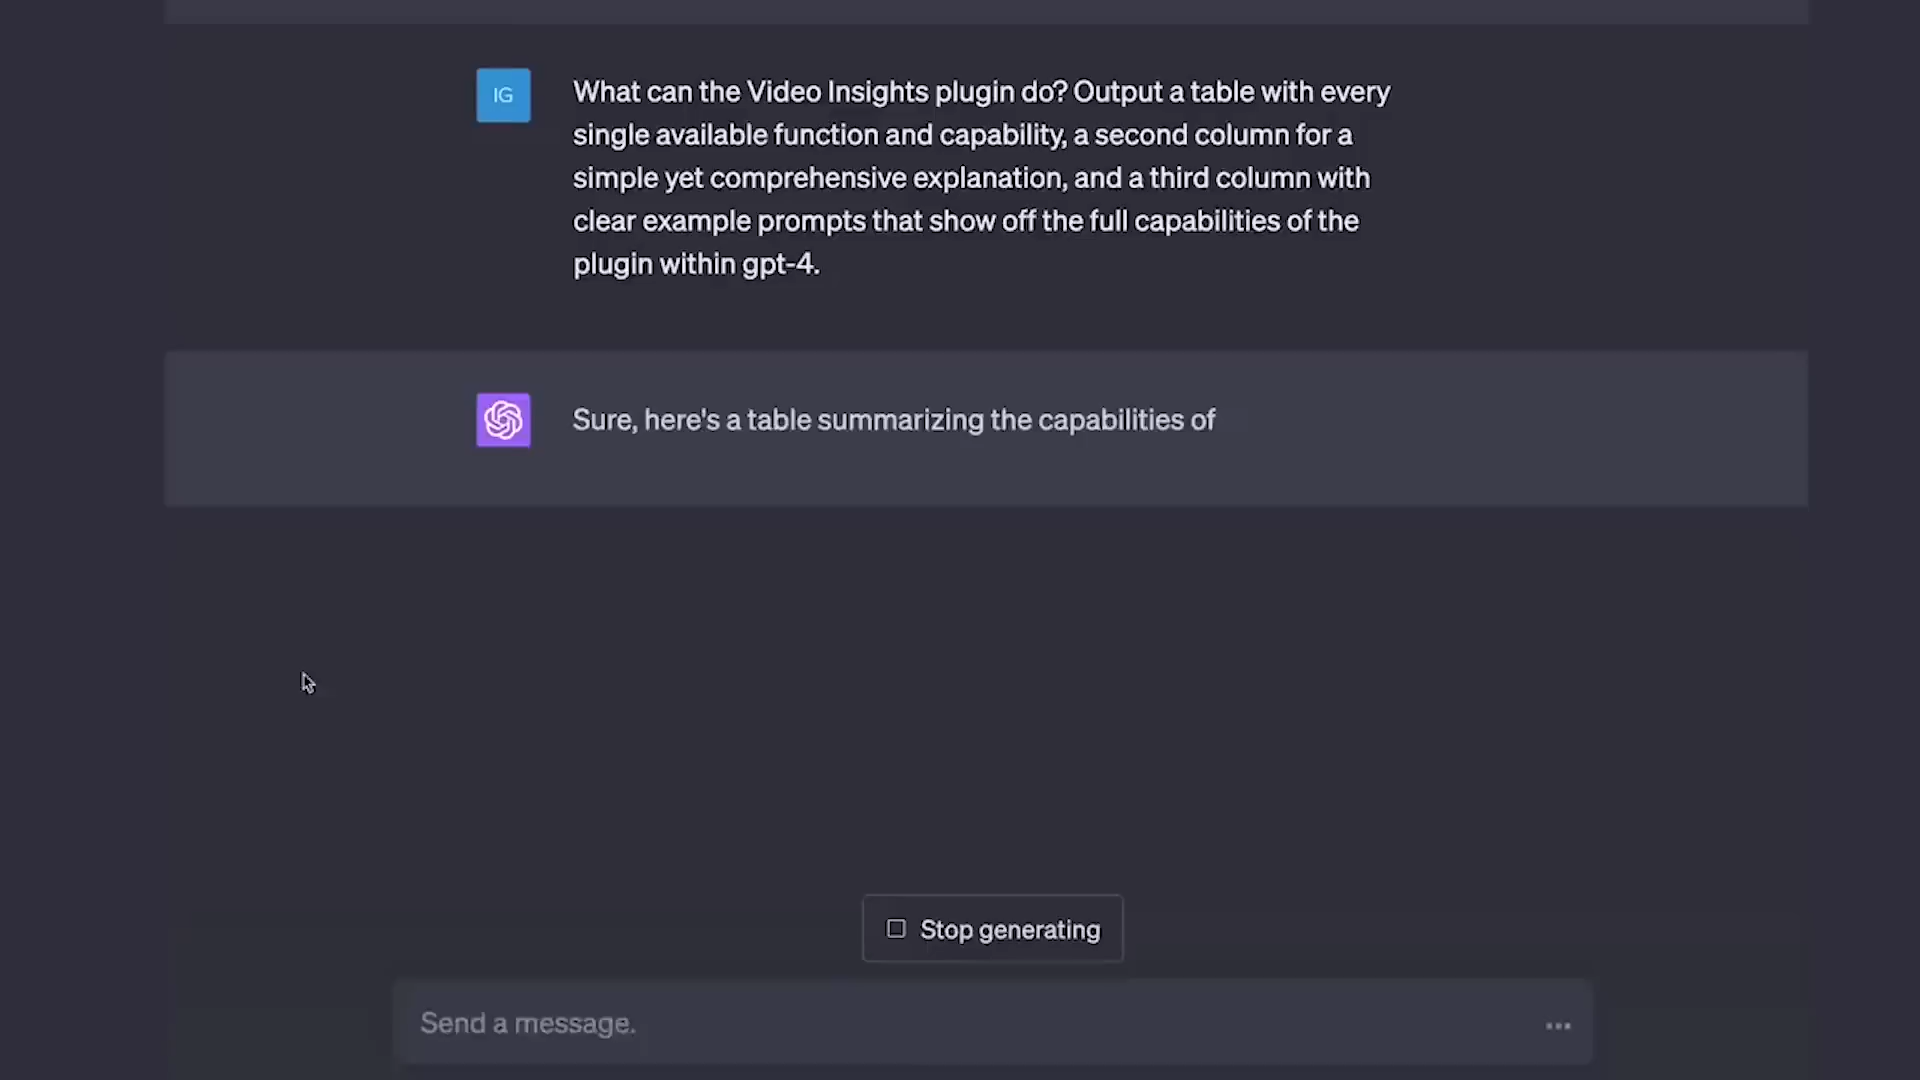 IG
What can the Video Insights plugin do? Output a table with every
single available function and capability, a second column for a
simple yet comprehensive explanation, and a third column with
clear example prompts that show off the full capabilities of the
plugin within gpt-4.
Sure, here's a table summarizing the capabilities of
Stop generating
Send a message.